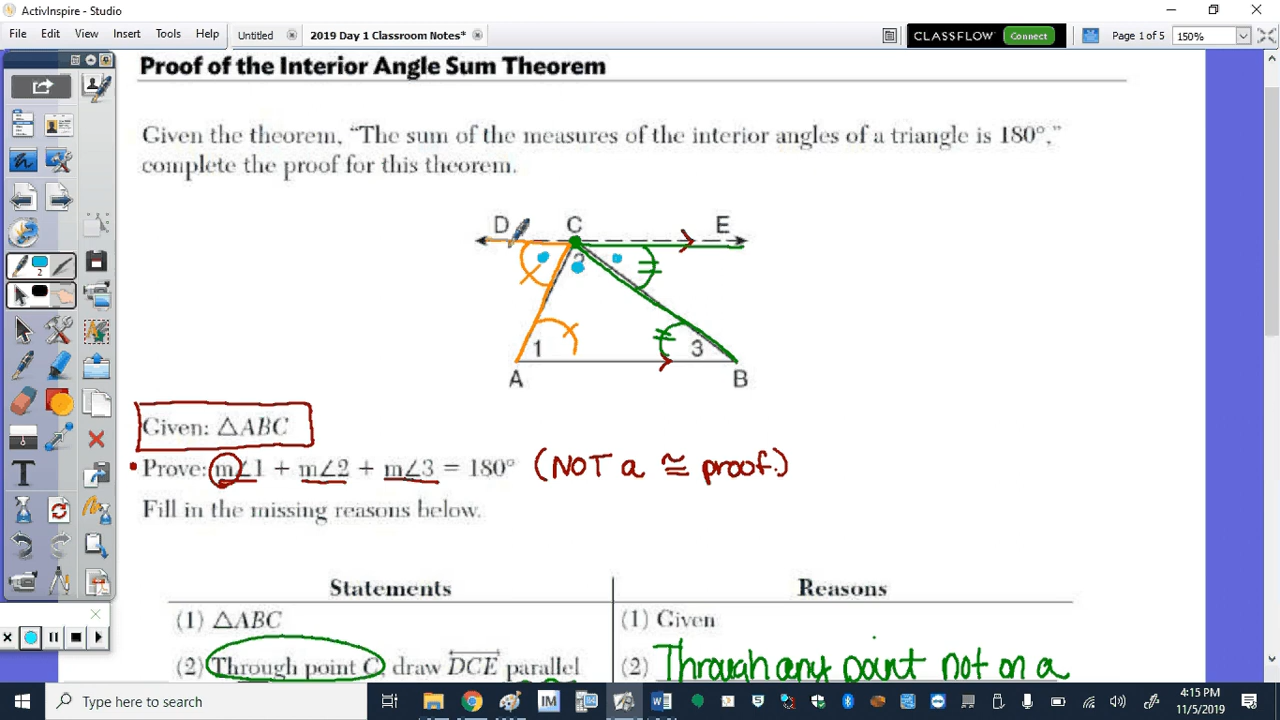 ActivInspire - Studio
File Edit View Insert Tools Help Untitled 2019 Day 1 Classroom Notes* CLASSFLOW Connect Page 1 of 5 150%
Proof of the Interior Angle Sum Theorem
Given the theorem, “The sum of the measures of the interior angles of a triangle is 180°,”
complete the proof for this theorem.
D C E
2
1 3
A B
Given: △ABC
Prove: m∠1 + m∠2 + m∠3 = 180° (NOT a ≅ proof.)
Fill in the missing reasons below.
Statements Reasons
(1) △ABC (1) Given
(2) Through point C, draw DCE parallel (2) Through any point not on a
Type here to search
4:15 PM
11/5/2019